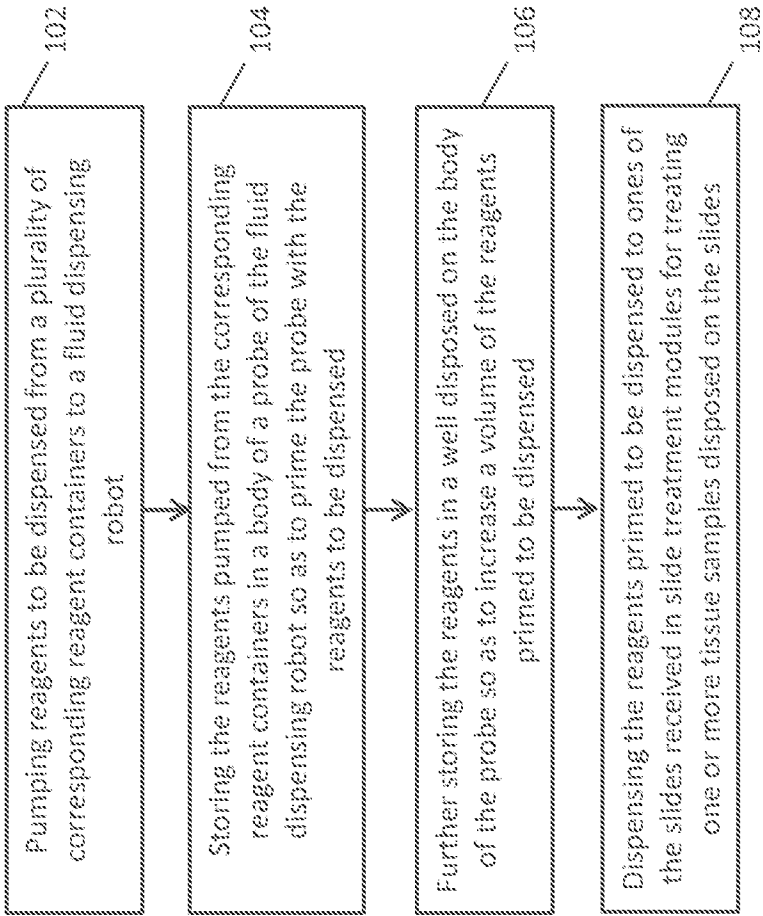 Pumping reagents to be dispensed from a plurality of
corresponding reagent containers to a fluid dispensing
robot
102
Storing the reagents pumped from the corresponding
reagent containers in a body of a probe of the fluid
dispensing robot so as to prime the probe with the
reagents to be dispensed
104
Further storing the reagents in a well disposed on the body
of the probe so as to increase a volume of the reagents
primed to be dispensed
106
Dispensing the reagents primed to be dispensed to ones of
the slides received in slide treatment modules for treating
one or more tissue samples disposed on the slides
108